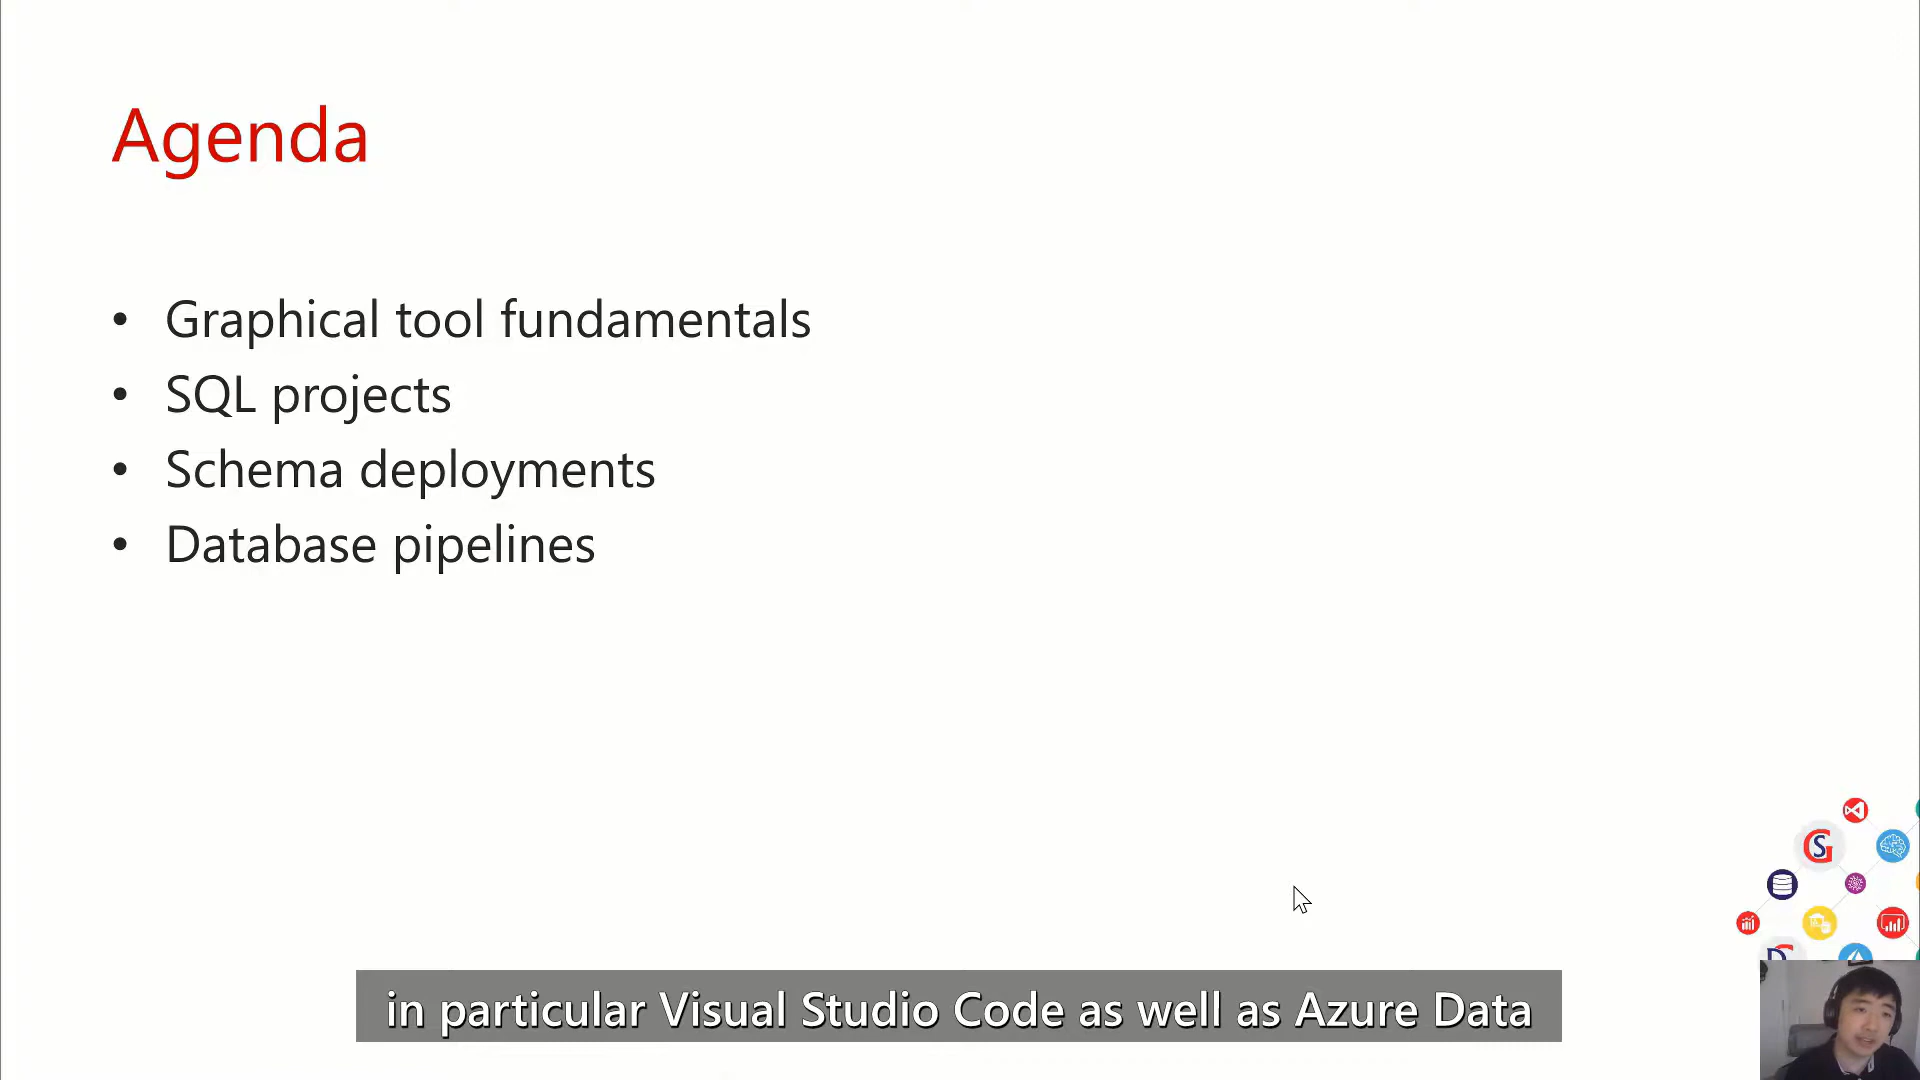 Agenda
• Graphical tool fundamentals
• SQL projects
• Schema deployments
• Database pipelines
in particular Visual Studio Code as well as Azure Data